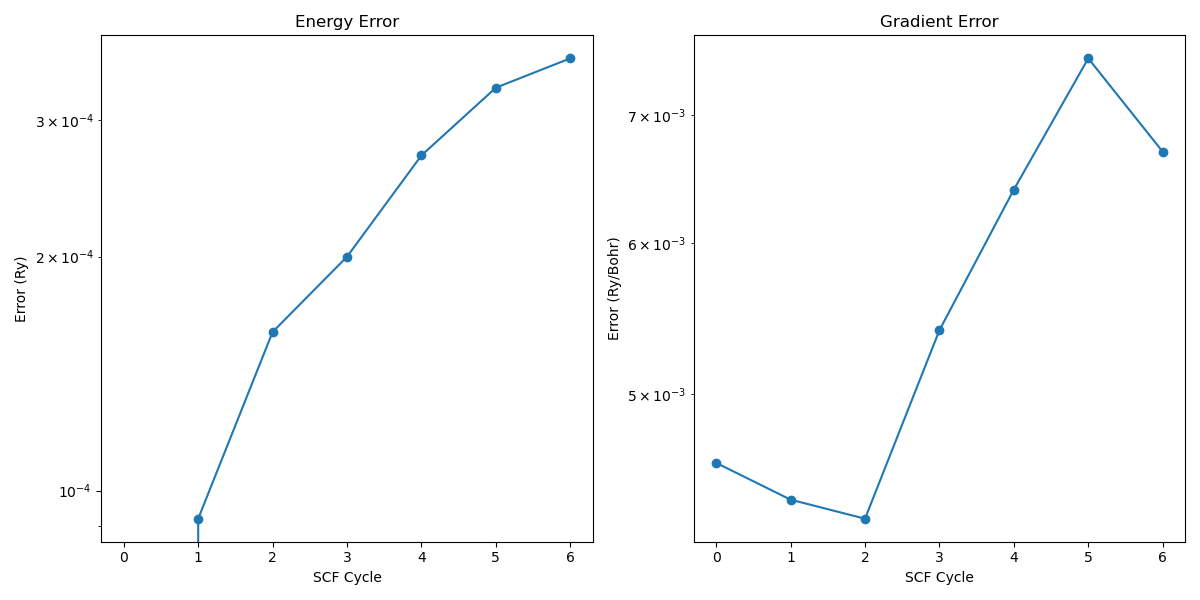 Energy Error
3 × 10⁻⁴
2 × 10⁻⁴
10⁻⁴
Error (Ry)
0 1 2 3 4 5 6
SCF Cycle
Gradient Error
7 × 10⁻³
6 × 10⁻³
5 × 10⁻³
Error (Ry/Bohr)
0 1 2 3 4 5 6
SCF Cycle